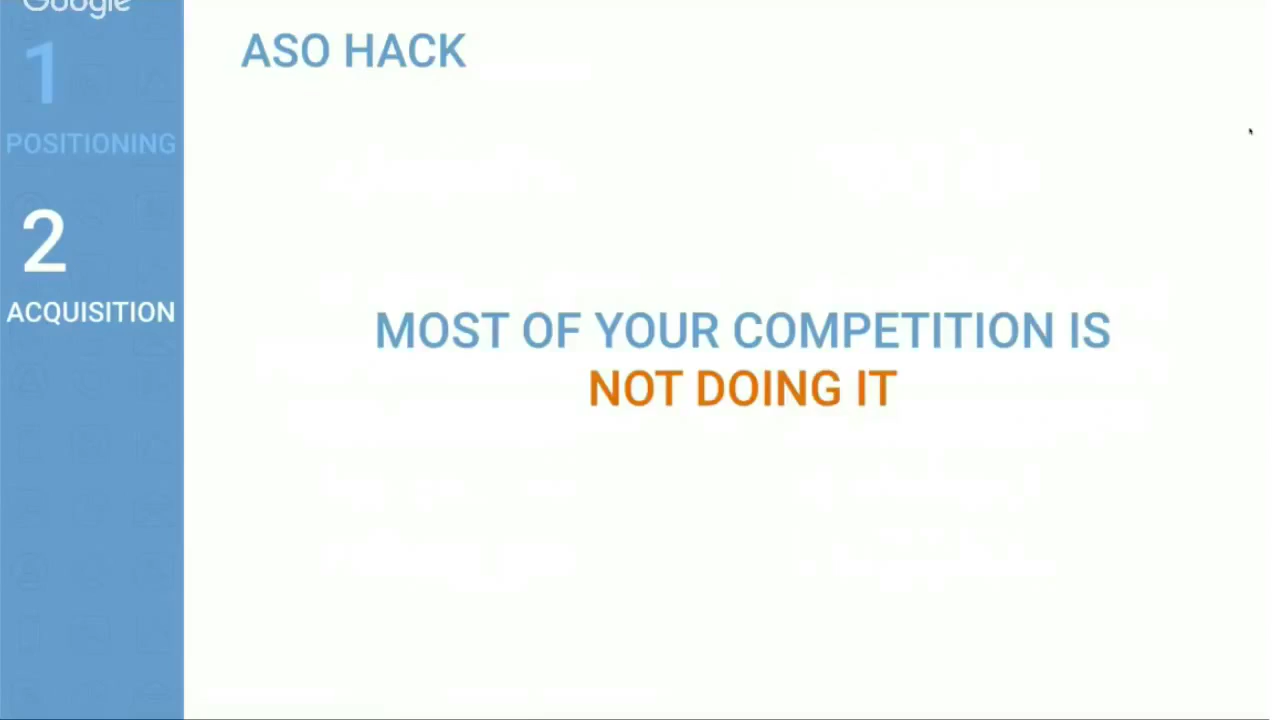 Google
1
POSITIONING
2
ACQUISITION
ASO HACK
MOST OF YOUR COMPETITION IS
NOT DOING IT